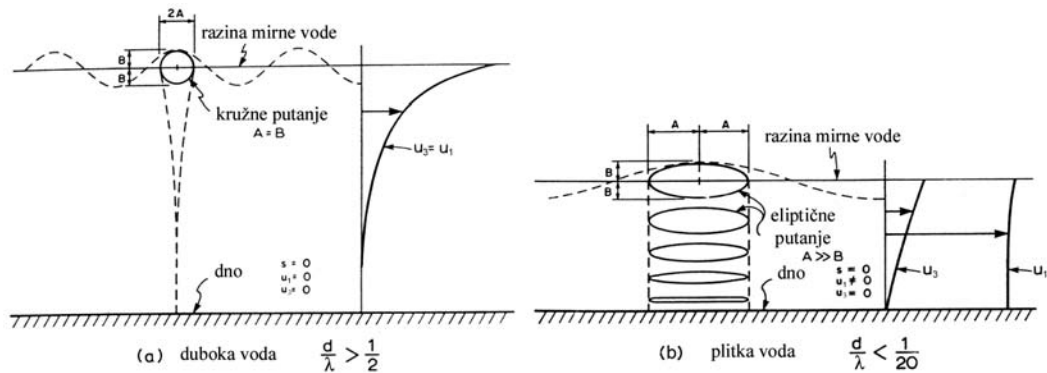 2A
razina mirne vode
B
B
kružne putanje
A = B
u₃ = u₁
dno
s = 0
u₁ = 0
u₃ = 0
(a) duboka voda d/λ > 1/2
A A
razina mirne vode
B
B
eliptične
putanje
A ≫ B
dno
s = 0
u₁ ≠ 0
u₃ = 0
u₃
u₁
(b) plitka voda d/λ < 1/20